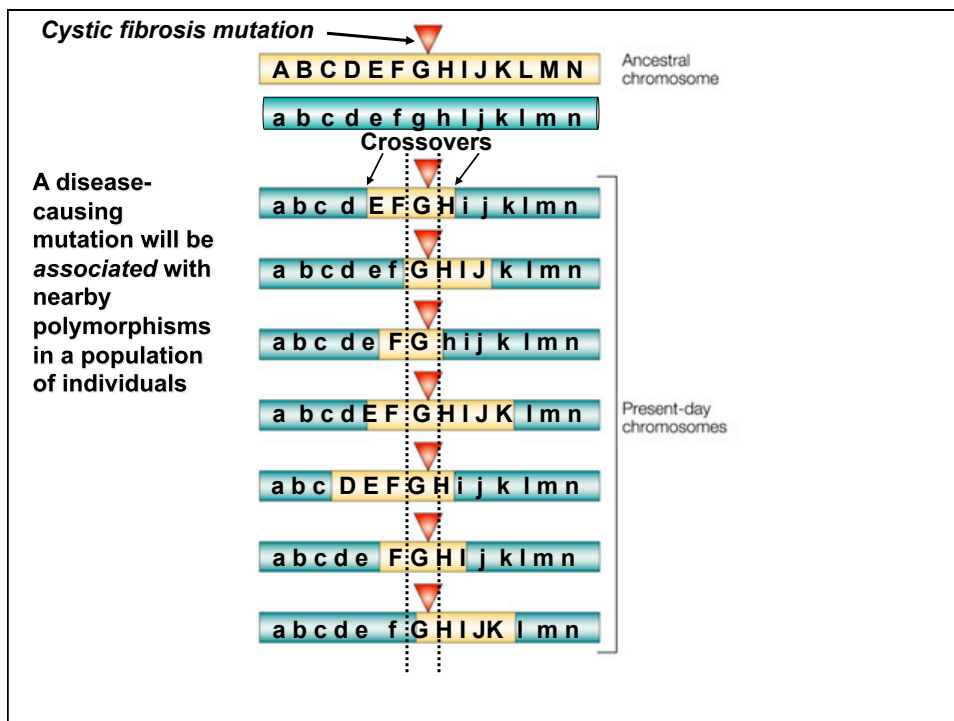 Cystic fibrosis mutation
A B C D E F G H I J K L M N
Ancestral
chromosome
a b c d e f g h I j k l m n
Crossovers
A disease-
causing
mutation will be
associated with
nearby
polymorphisms
in a population
of individuals
a b c d E F G H i j k l m n
a b c d e f G H I J k l m n
a b c d e F G h i j k l m n
a b c d E F G H I J K l m n
a b c D E F G H i j k l m n
a b c d e F G H I j k l m n
a b c d e f G H I J K l m n
Present-day
chromosomes